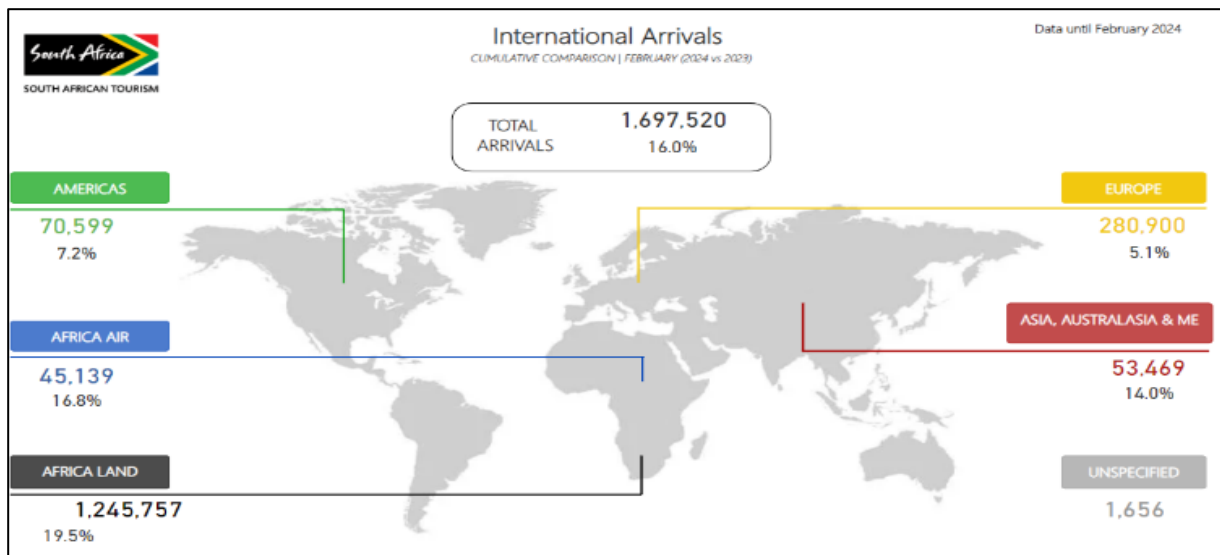 South Africa
SOUTH AFRICAN TOURISM
International Arrivals
CUMULATIVE COMPARISON | FEBRUARY (2024 vs 2023)
Data until February 2024
TOTAL
ARRIVALS
1,697,520
16.0%
AMERICAS
70,599
7.2%
EUROPE
280,900
5.1%
AFRICA AIR
45,139
16.8%
ASIA, AUSTRALASIA & ME
53,469
14.0%
AFRICA LAND
1,245,757
19.5%
UNSPECIFIED
1,656